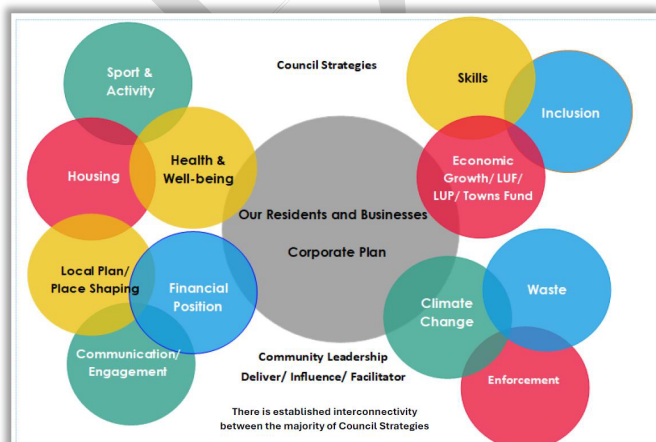 Council Strategies
Sport &
Activity
Housing
Health &
Well-being
Local Plan/
Place Shaping
Financial
Position
Communication/
Engagement
Our Residents and Businesses
Corporate Plan
Skills
Inclusion
Economic
Growth/ LUF/
LUP/ Towns Fund
Climate
Change
Waste
Enforcement
Community Leadership
Deliver/ Influence/ Facilitator
There is established interconnectivity
between the majority of Council Strategies